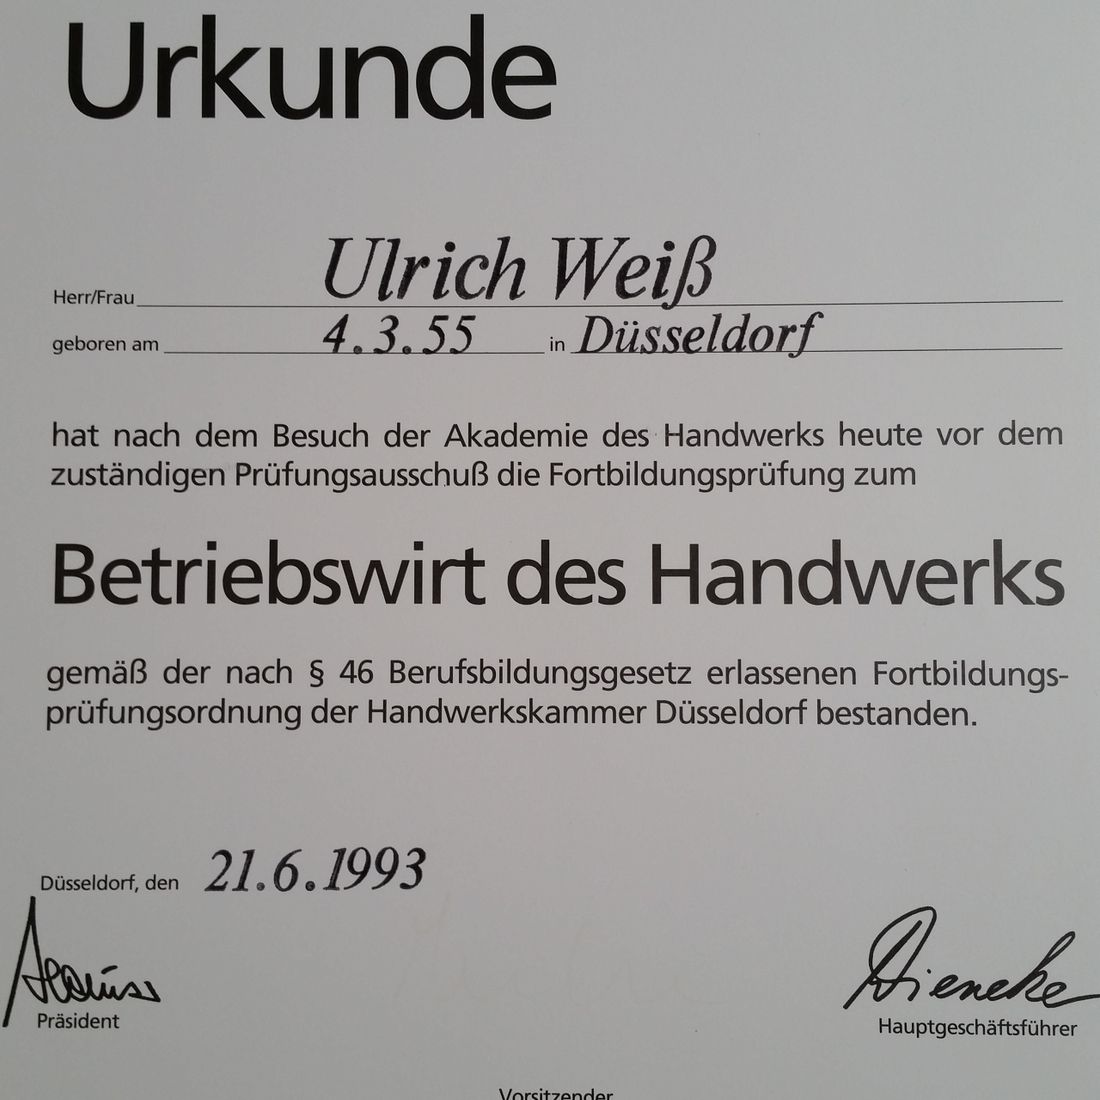 Urkunde
Herr/Frau Ulrich Weiß
geboren am 4.3.55 in Düsseldorf
hat nach dem Besuch der Akademie des Handwerks heute vor dem
zuständigen Prüfungsausschuß die Fortbildungsprüfung zum
Betriebswirt des Handwerks
gemäß der nach § 46 Berufsbildungsgesetz erlassenen Fortbildungs-
prüfungsordnung der Handwerkskammer Düsseldorf bestanden.
Düsseldorf, den 21.6.1993
Präsident
Hauptgeschäftsführer
Vorsitzender